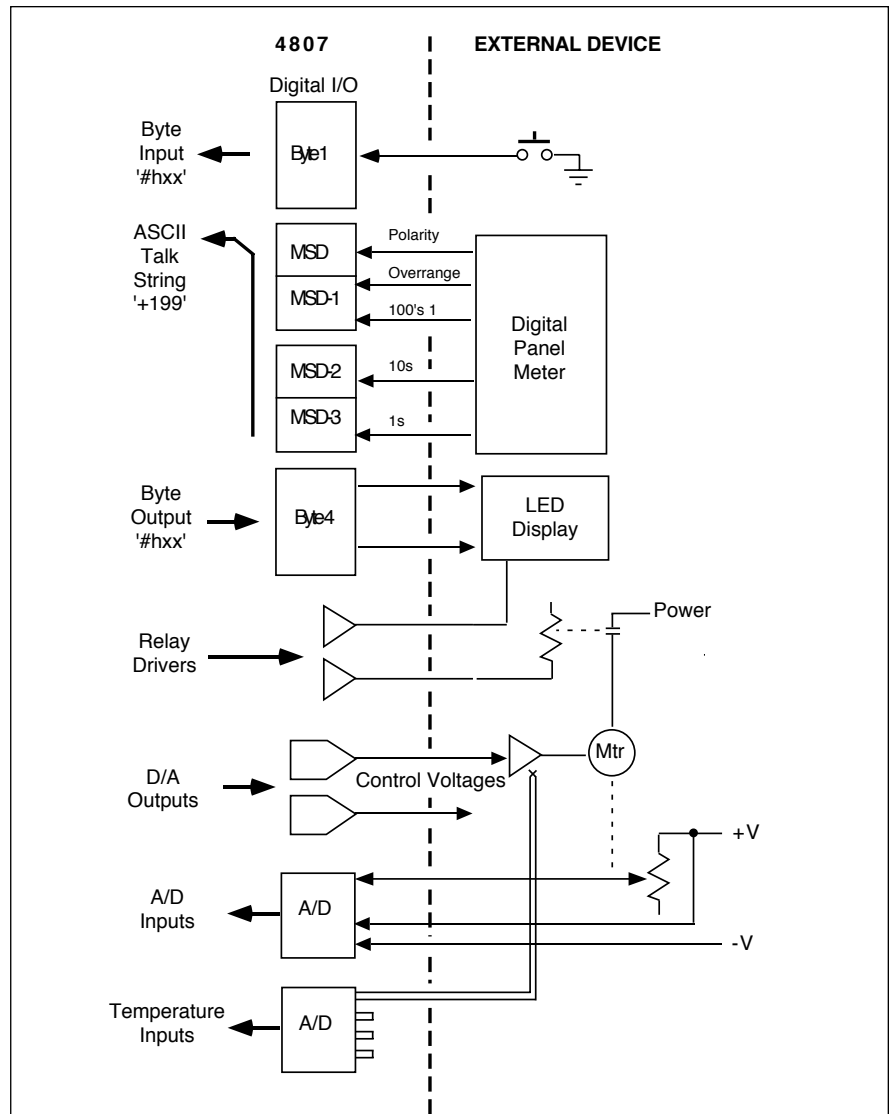 4807
EXTERNAL DEVICE
Digital I/O
Byte
Input
'#hxx'
Byte1
ASCII
Talk
String
'+199'
MSD
MSD-1
MSD-2
MSD-3
Polarity
Overrange
100's 1
10s
1s
Digital
Panel
Meter
Byte
Output
'#hxx'
Byte4
LED
Display
Relay
Drivers
Power
Mtr
D/A
Outputs
Control Voltages
+V
A/D
Inputs
A/D
-V
Temperature
Inputs
A/D